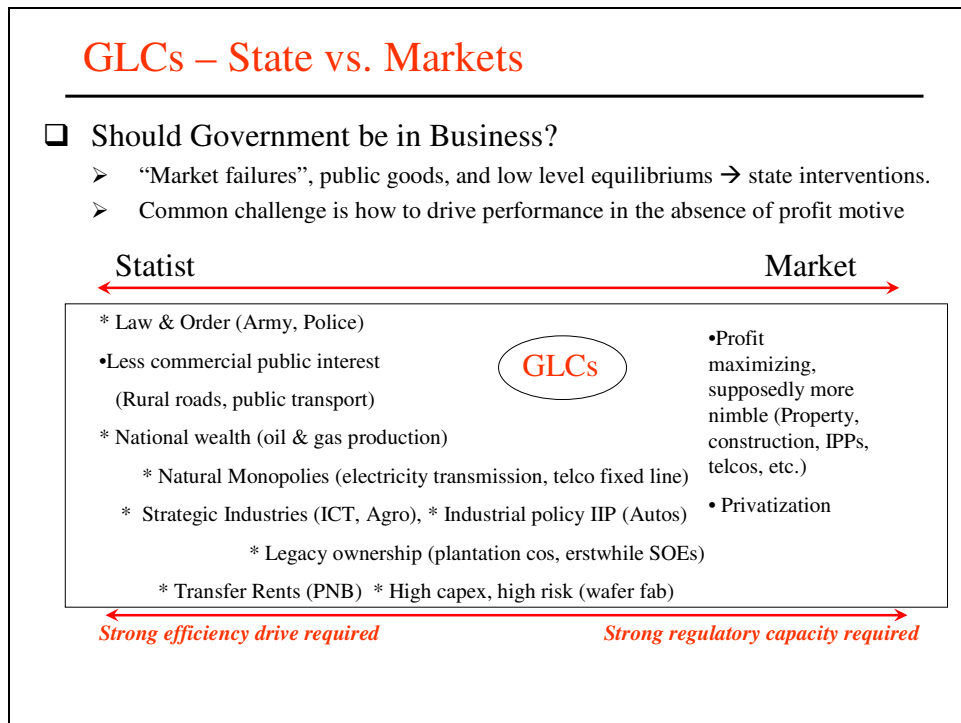 GLCs – State vs. Markets
❑ Should Government be in Business?
➢ “Market failures”, public goods, and low level equilibriums → state interventions.
➢ Common challenge is how to drive performance in the absence of profit motive
Statist
Market
* Law & Order (Army, Police)
•Less commercial public interest
(Rural roads, public transport)
* National wealth (oil & gas production)
* Natural Monopolies (electricity transmission, telco fixed line)
* Strategic Industries (ICT, Agro), * Industrial policy IIP (Autos)
* Legacy ownership (plantation cos, erstwhile SOEs)
* Transfer Rents (PNB) * High capex, high risk (wafer fab)
GLCs
•Profit
maximizing,
supposedly more
nimble (Property,
construction, IPPs,
telcos, etc.)
• Privatization
Strong efficiency drive required
Strong regulatory capacity required